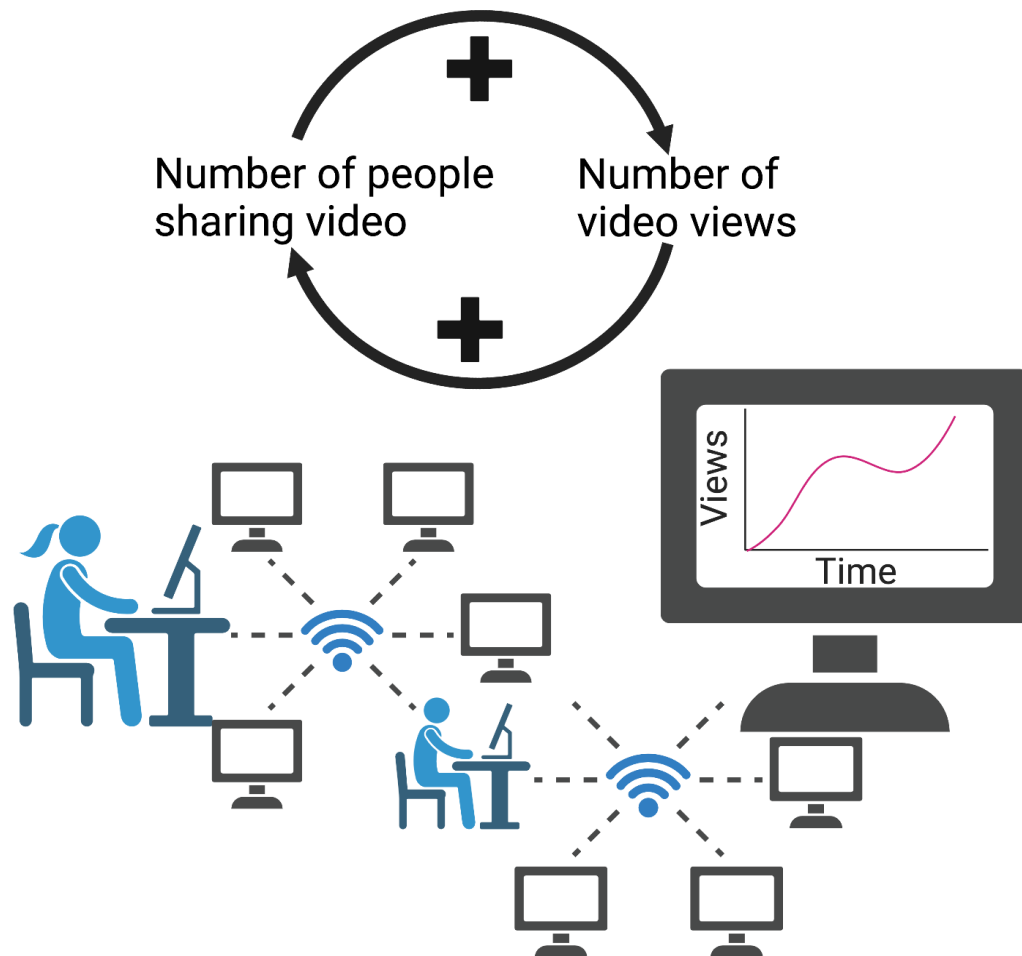 Number of people
sharing video
Number of
video views
Views
Time